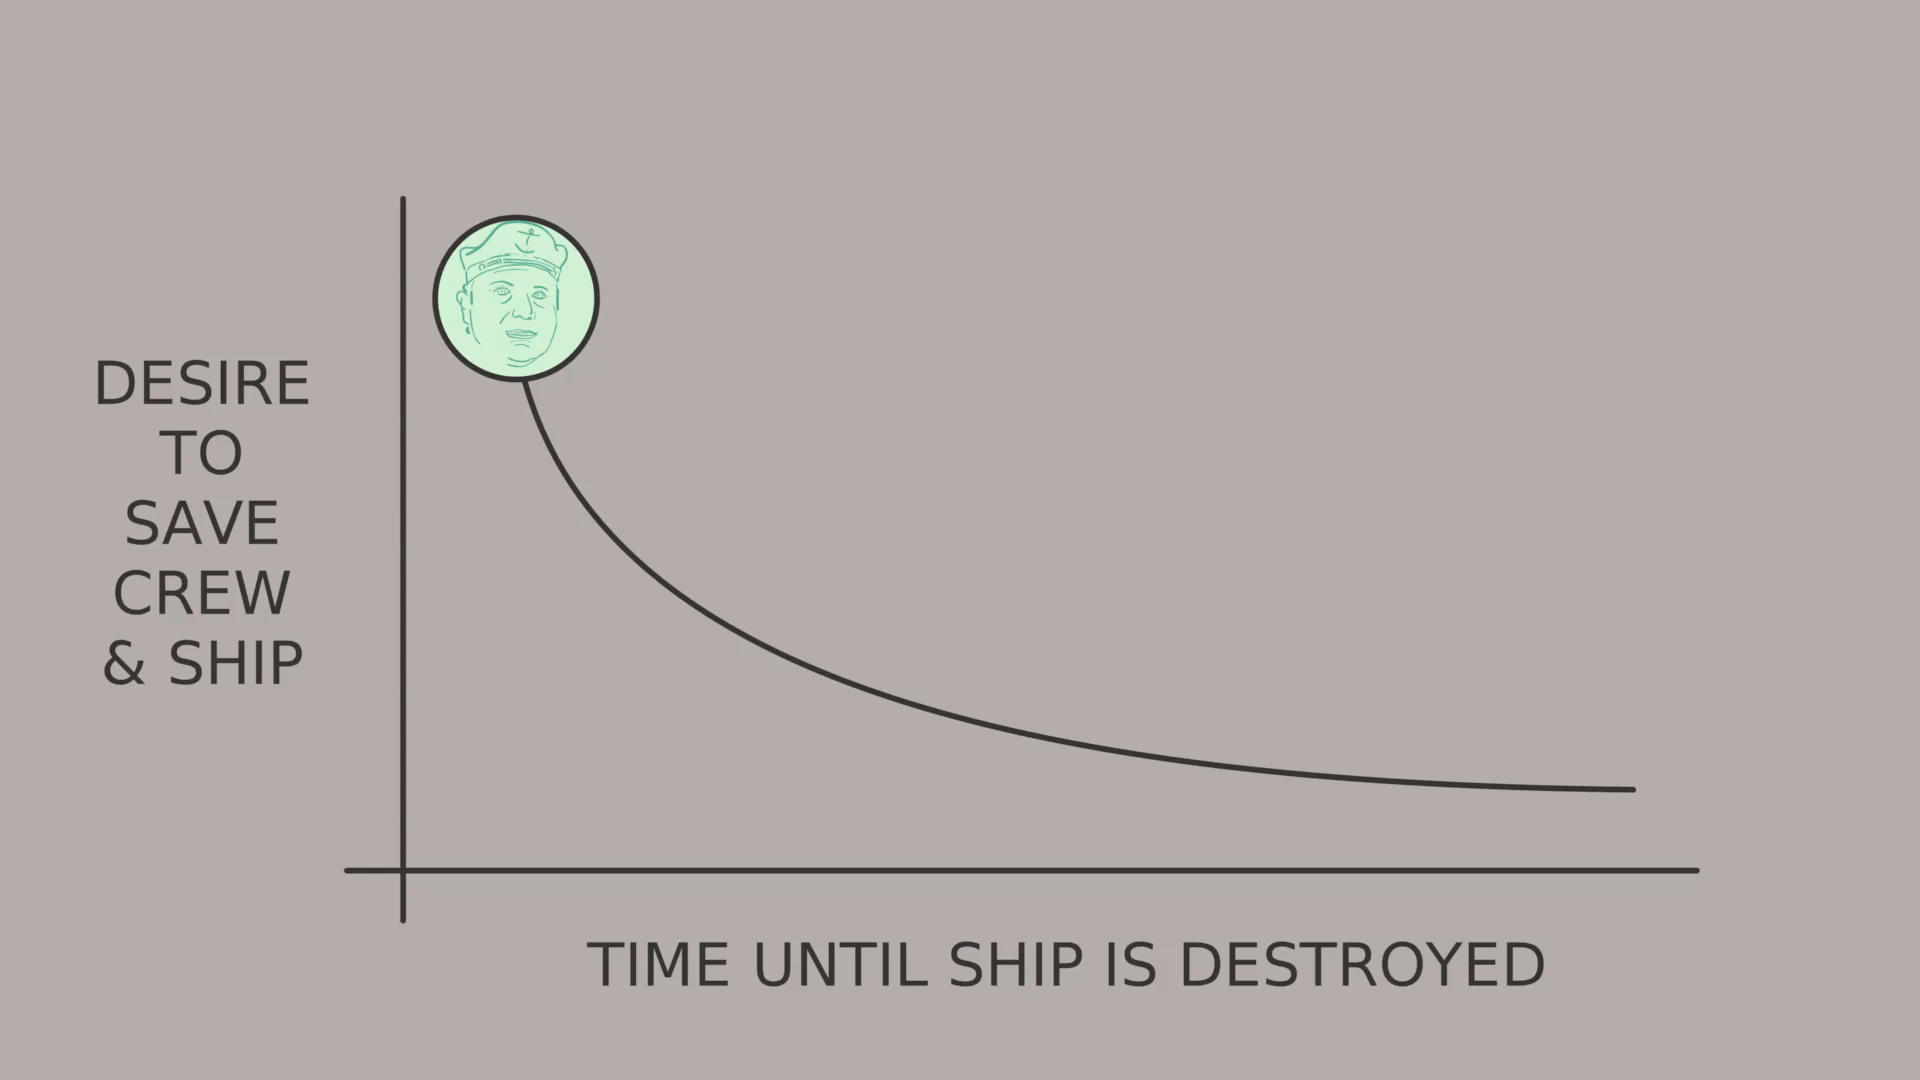 DESIRE
TO
SAVE
CREW
& SHIP
TIME UNTIL SHIP IS DESTROYED